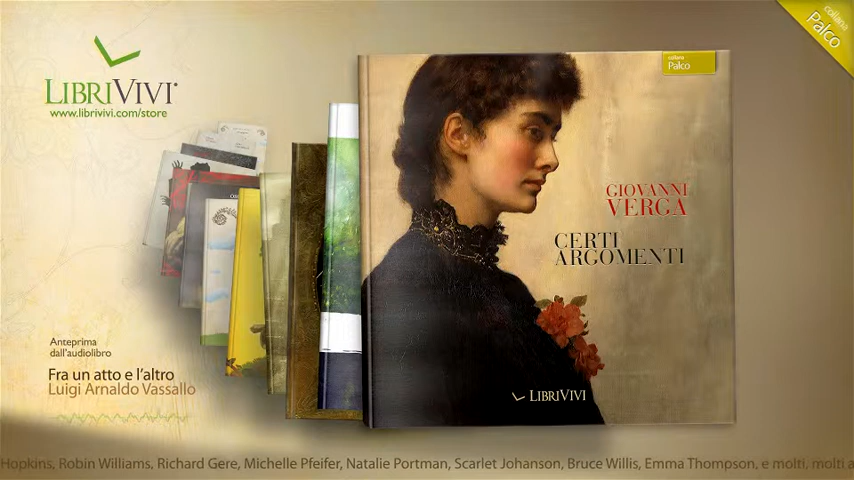 LIBRIVIVI®
www.librivivi.com/store
collana
Palco
collana
Palco
GIOVANNI
VERGA
CERTI
ARGOMENTI
LIBRIVIVI
Anteprima
dall'audiolibro
Fra un atto e l'altro
Luigi Arnaldo Vassallo
Hopkins, Robin Williams, Richard Gere, Michelle Pfeifer, Natalie Portman, Scarlet Johanson, Bruce Willis, Emma Thompson, e molti, molti a